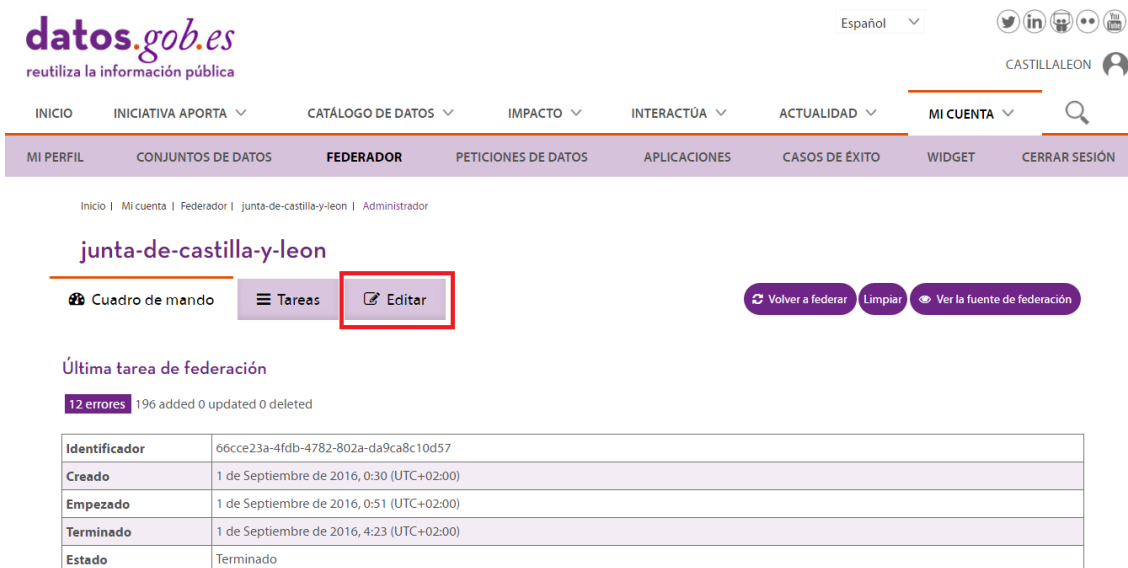 datos.gob.es
reutiliza la información pública
Español
You Tube
CASTILLALEON
INICIO INICIATIVA APORTA CATÁLOGO DE DATOS IMPACTO INTERACTÚA ACTUALIDAD MI CUENTA
MI PERFIL CONJUNTOS DE DATOS FEDERADOR PETICIONES DE DATOS APLICACIONES CASOS DE ÉXITO WIDGET CERRAR SESIÓN
Inicio | Mi cuenta | Federador | junta-de-castilla-y-leon | Administrador
junta-de-castilla-y-leon
Cuadro de mando Tareas Editar Volver a federar Limpiar Ver la fuente de federación
Última tarea de federación
12 errores 196 added 0 updated 0 deleted
Identificador 66cce23a-4fdb-4782-802a-da9ca8c10d57
Creado 1 de Septiembre de 2016, 0:30 (UTC+02:00)
Empezado 1 de Septiembre de 2016, 0:51 (UTC+02:00)
Terminado 1 de Septiembre de 2016, 4:23 (UTC+02:00)
Estado Terminado